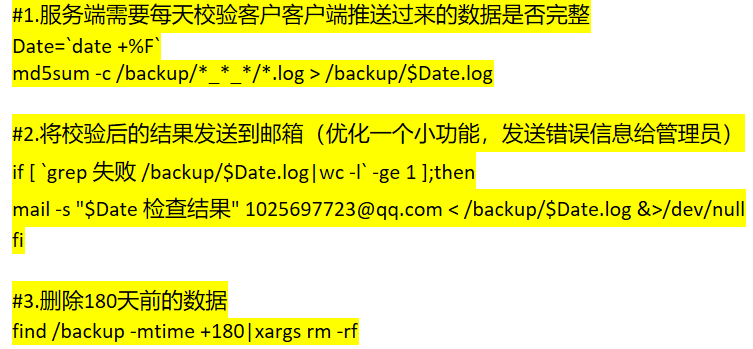 #1.服务端需要每天校验客户客户端推送过来的数据是否完整
Date=`date +%F`
md5sum -c /backup/*_*_*/*.log > /backup/$Date.log
#2.将校验后的结果发送到邮箱（优化一个小功能，发送错误信息给管理员）
if [ `grep 失败 /backup/$Date.log|wc -l` -ge 1 ];then
mail -s "$Date 检查结果" 1025697723@qq.com < /backup/$Date.log &>/dev/null
fi
#3.删除180天前的数据
find /backup -mtime +180|xargs rm -rf